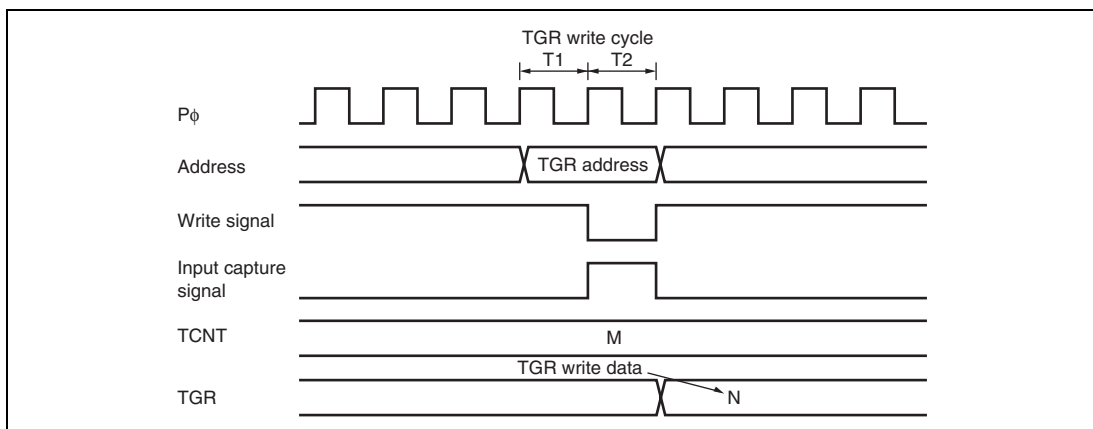 TGR write cycle
T1 T2
Pφ
Address
TGR address
Write signal
Input capture
signal
TCNT
M
TGR write data
TGR
N